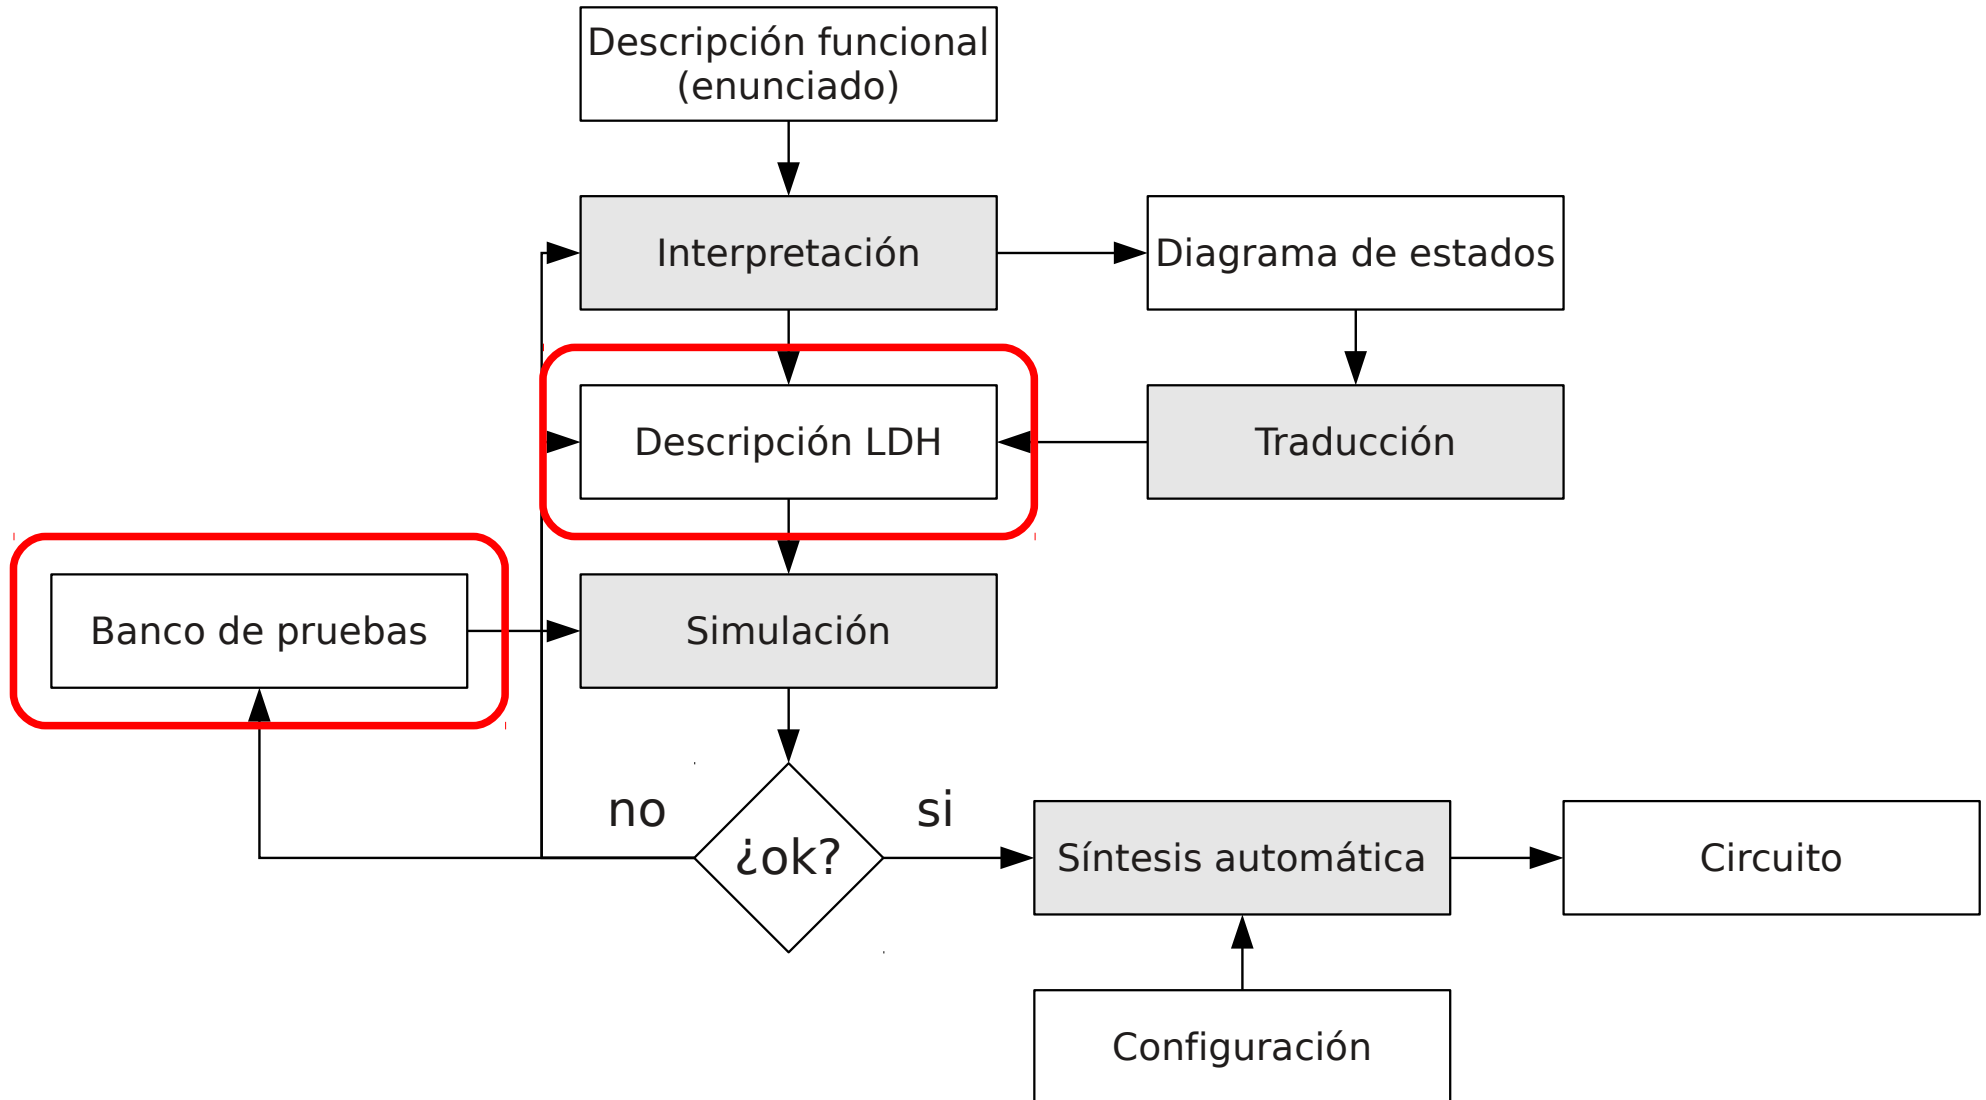 Descripción funcional
(enunciado)
Interpretación
Diagrama de estados
Descripción LDH
Traducción
Banco de pruebas
Simulación
no
si
¿ok?
Síntesis automática
Circuito
Configuración